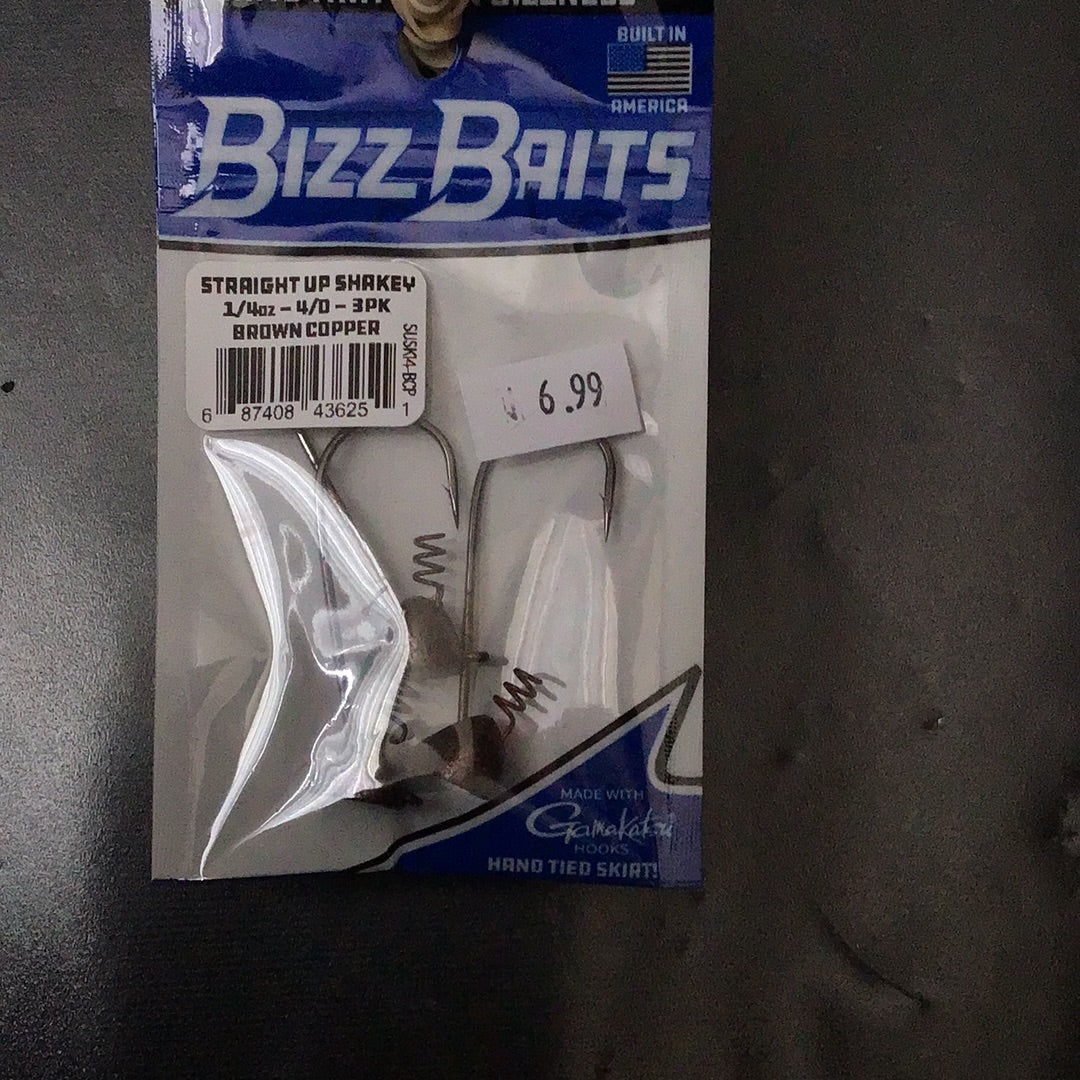 BUILT IN
AMERICA
BIZZ BAITS
STRAIGHT UP SHAKEY
1/4oz – 4/0 – 3PK
BROWN COPPER
SUSK14-BCP
6 87408 43625 1
6.99
MADE WITH
Gamakatsu
HOOKS
HAND TIED SKIRTS